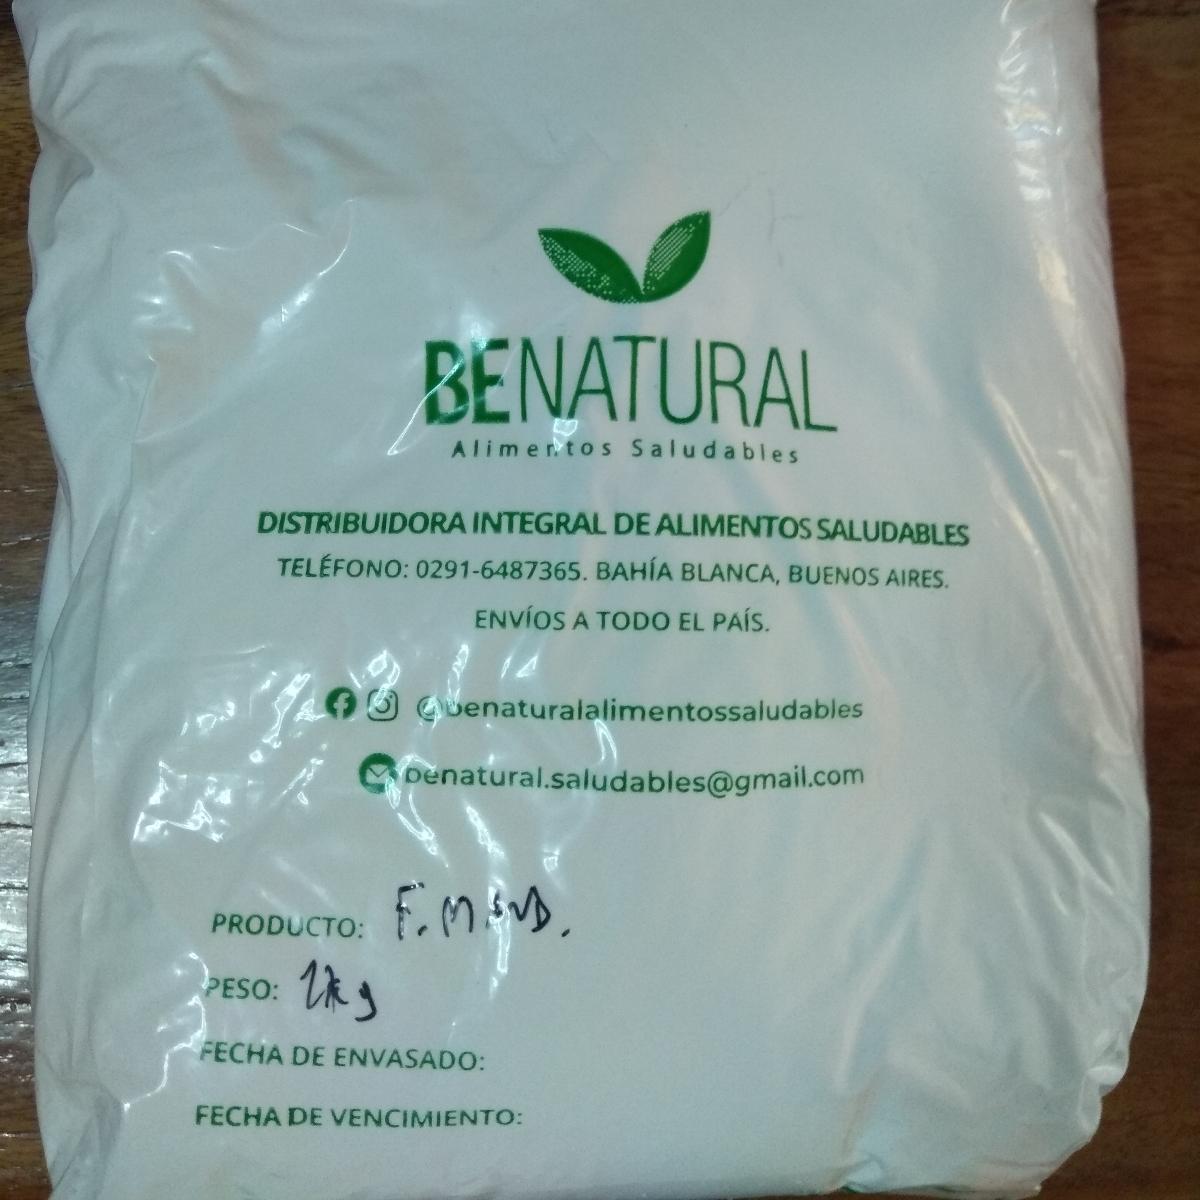 BENATURAL
Alimentos Saludables
DISTRIBUIDORA INTEGRAL DE ALIMENTOS SALUDABLES
TELÉFONO: 0291-6487365. BAHÍA BLANCA, BUENOS AIRES.
ENVÍOS A TODO EL PAÍS.
@benaturalalimentossaludables
benatural.saludables@gmail.com
PRODUCTO: F.
PESO:
FECHA DE ENVASADO:
FECHA DE VENCIMIENTO: